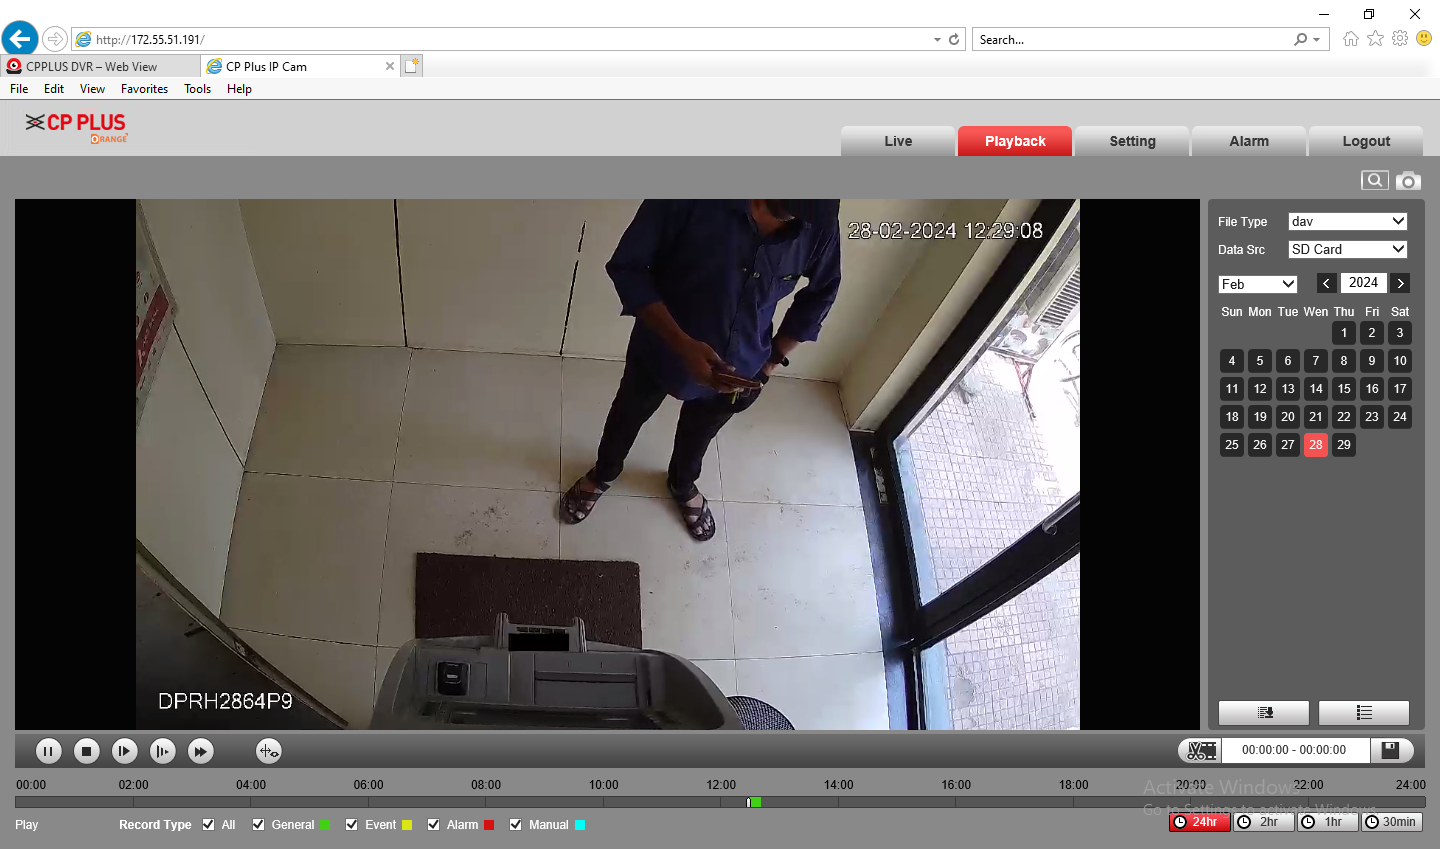 http://172.55.51.191/
Search...
CPPLUS DVR – Web View
CP Plus IP Cam
File Edit View Favorites Tools Help
CP PLUS
ORANGE
Live Playback Setting Alarm Logout
28-02-2024 12:29:08
DPRH2864P9
File Type dav
Data Src SD Card
Feb 2024
Sun Mon Tue Wen Thu Fri Sat
1 2 3
4 5 6 7 8 9 10
11 12 13 14 15 16 17
18 19 20 21 22 23 24
25 26 27 28 29
00:00:00 - 00:00:00
00:00 02:00 04:00 06:00 08:00 10:00 12:00 14:00 16:00 18:00 20:00 22:00 24:00
Activate Windows
Go to Settings to activate Windows.
Play Record Type All General Event Alarm Manual
24hr 2hr 1hr 30min